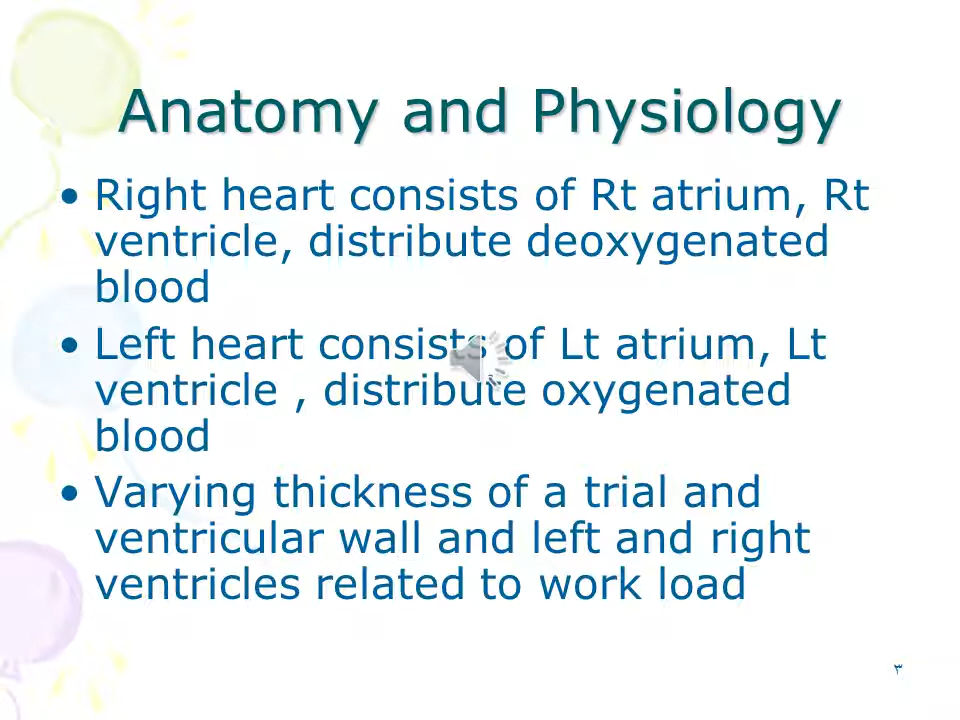 Anatomy and Physiology
• Right heart consists of Rt atrium, Rt
ventricle, distribute deoxygenated
blood
• Left heart consists of Lt atrium, Lt
ventricle , distribute oxygenated
blood
• Varying thickness of a trial and
ventricular wall and left and right
ventricles related to work load
٣